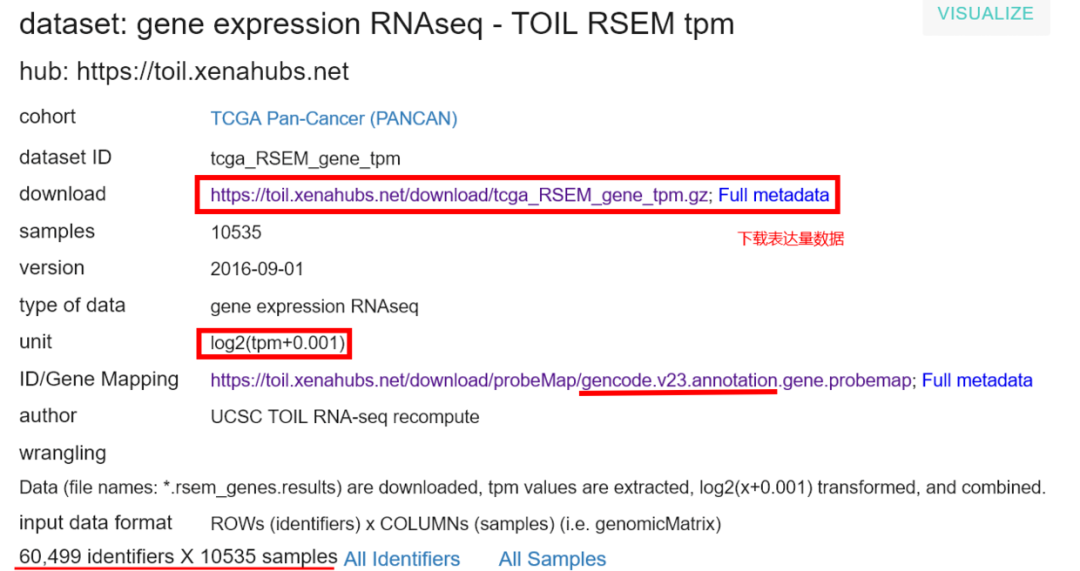 dataset: gene expression RNAseq - TOIL RSEM tpm
VISUALIZE
hub: https://toil.xenahubs.net
cohort TCGA Pan-Cancer (PANCAN)
dataset ID tcga_RSEM_gene_tpm
download https://toil.xenahubs.net/download/tcga_RSEM_gene_tpm.gz; Full metadata
samples 10535
下载表达量数据
version 2016-09-01
type of data gene expression RNAseq
unit log2(tpm+0.001)
ID/Gene Mapping https://toil.xenahubs.net/download/probeMap/gencode.v23.annotation.gene.probemap; Full metadata
author UCSC TOIL RNA-seq recompute
wrangling
Data (file names: *.rsem_genes.results) are downloaded, tpm values are extracted, log2(x+0.001) transformed, and combined.
input data format ROWs (identifiers) x COLUMNs (samples) (i.e. genomicMatrix)
60,499 identifiers X 10535 samples All Identifiers All Samples